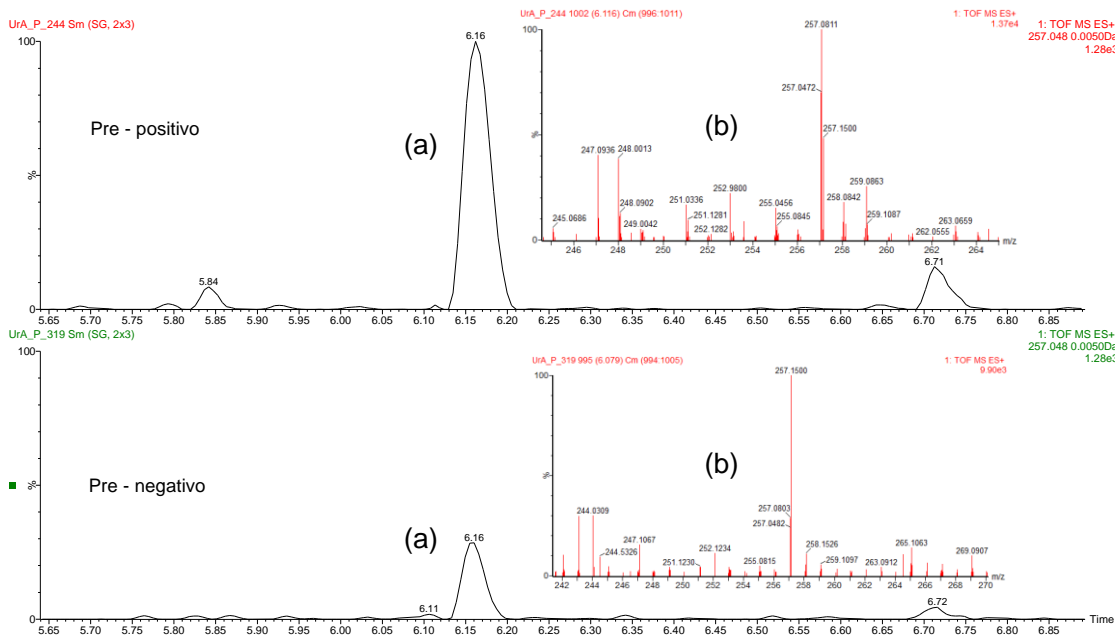 UrA_P_244 Sm (SG, 2x3)
1: TOF MS ES+
257.048 0.0050Da
1.28e3
100
%
0
Pre - positivo
(a)
6.16
5.84
6.71
5.65 5.70 5.75 5.80 5.85 5.90 5.95 6.00 6.05 6.10 6.15 6.20 6.25 6.30 6.35 6.40 6.45 6.50 6.55 6.60 6.65 6.70 6.75 6.80 6.85
UrA_P_244 1002 (6.116) Cm (996:1011)
1: TOF MS ES+
1.37e4
100
%
0
(b)
257.0811
257.0472
257.1500
247.0936
248.0013
248.0902
245.0686
249.0042
251.0336
251.1281
252.1282
252.9800
255.0456
255.0845
258.0842
259.0863
259.1087
262.0555
263.0659
246 248 250 252 254 256 258 260 262 264 m/z
UrA_P_319 Sm (SG, 2x3)
1: TOF MS ES+
257.048 0.0050Da
1.28e3
100
%
0
Pre - negativo
(a)
6.16
6.11
6.72
5.65 5.70 5.75 5.80 5.85 5.90 5.95 6.00 6.05 6.10 6.15 6.20 6.25 6.30 6.35 6.40 6.45 6.50 6.55 6.60 6.65 6.70 6.75 6.80 6.85 Time
UrA_P_319 995 (6.079) Cm (994:1005)
1: TOF MS ES+
9.90e3
100
%
0
(b)
257.1500
257.0803
257.0482
244.0309
244.5326
247.1067
251.1230
252.1234
255.0815
258.1526
259.1097
263.0912
265.1063
269.0907
242 244 246 248 250 252 254 256 258 260 262 264 266 268 270 m/z